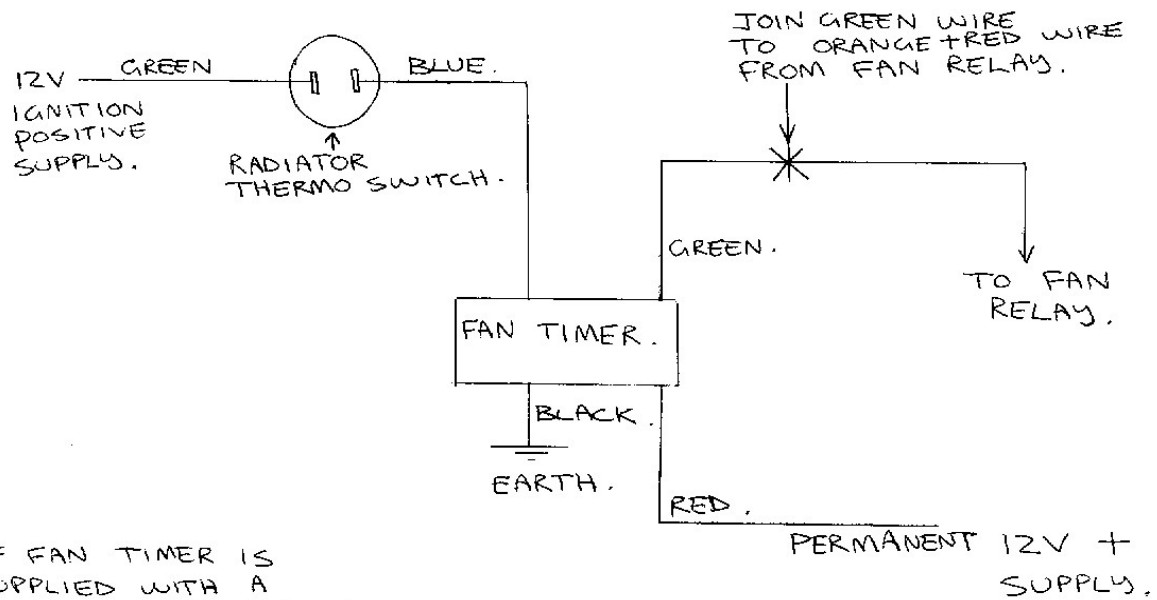 JOIN GREEN WIRE
TO ORANGE+RED WIRE
FROM FAN RELAY.
GREEN
BLUE.
12V
IGNITION
POSITIVE
SUPPLY.
RADIATOR
THERMO SWITCH.
GREEN.
TO FAN
RELAY.
FAN TIMER.
BLACK.
EARTH.
RED.
PERMANENT 12V +
SUPPLY.
FAN TIMER IS
SUPPLIED WITH A